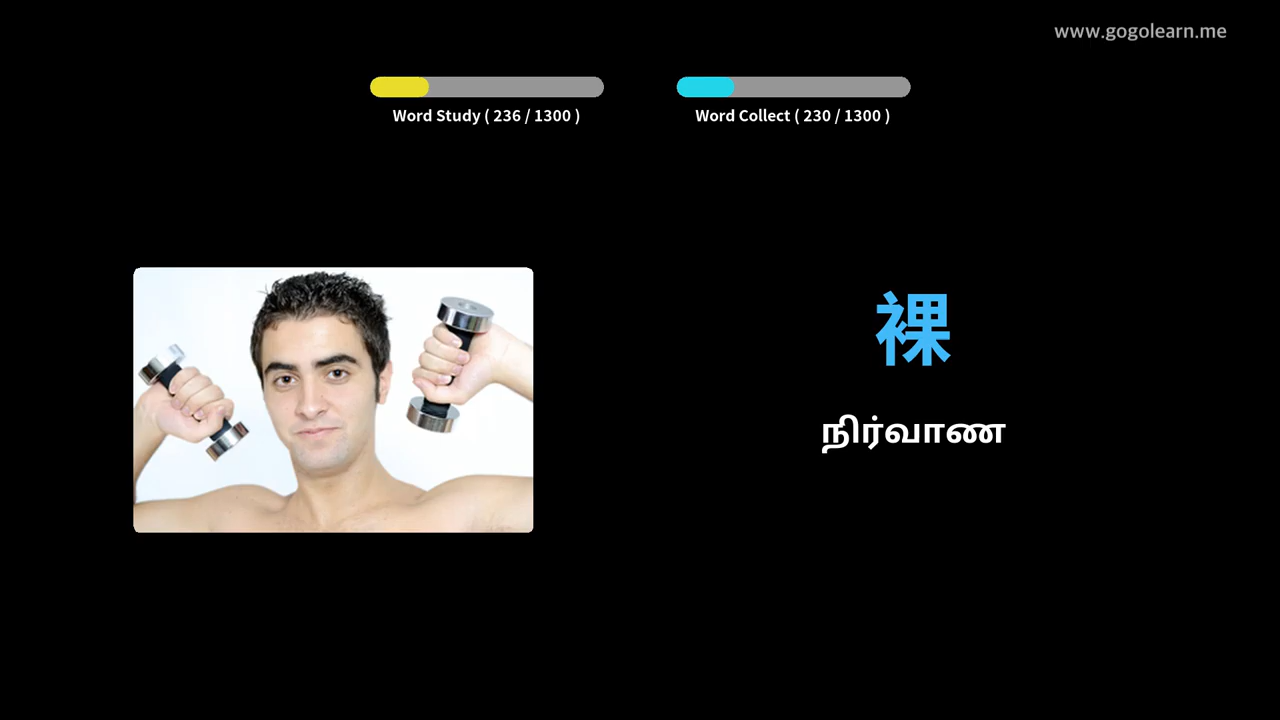 www.gogolearn.me
Word Study ( 236 / 1300 )
Word Collect ( 230 / 1300 )
裸
நிர்வாண